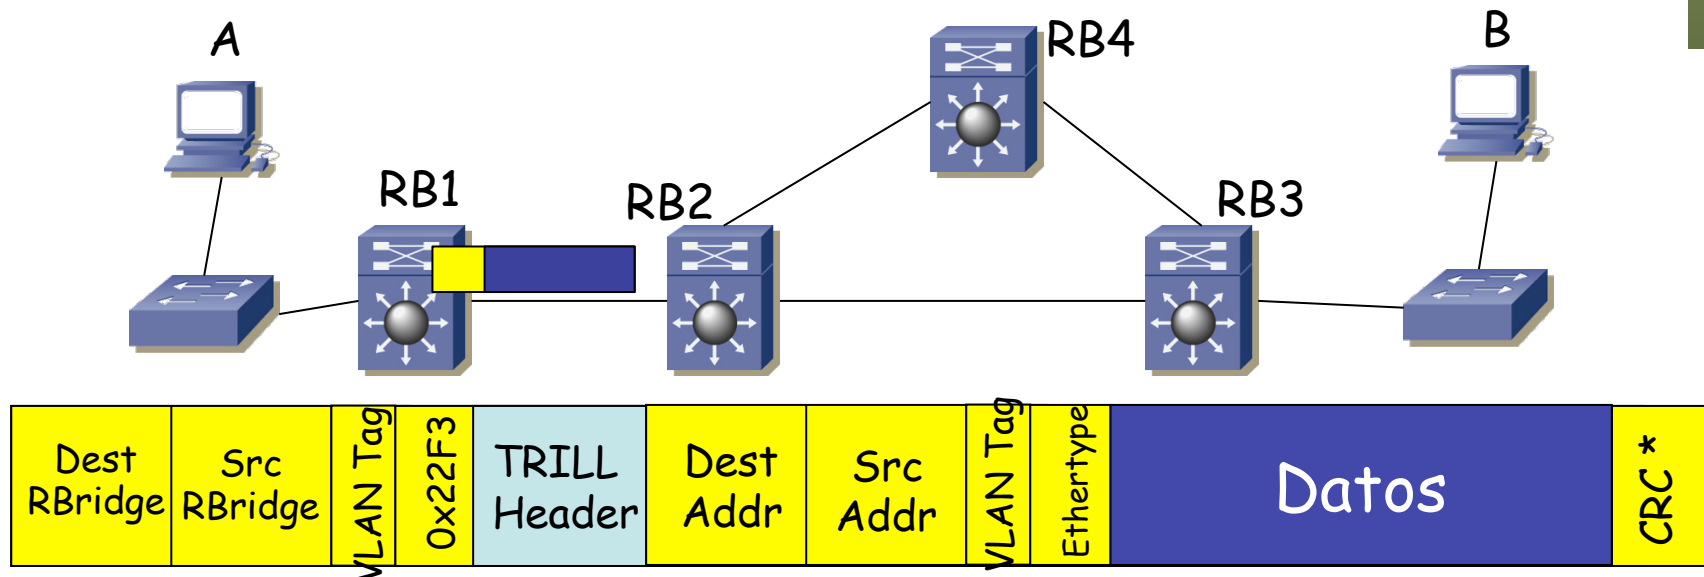 A
RB4
B
RB1
RB2
RB3
Dest
RBridge
Src
RBridge
VLAN Tag
0x22F3
TRILL
Header
Dest
Addr
Src
Addr
VLAN Tag
Ethertype
Datos
CRC *